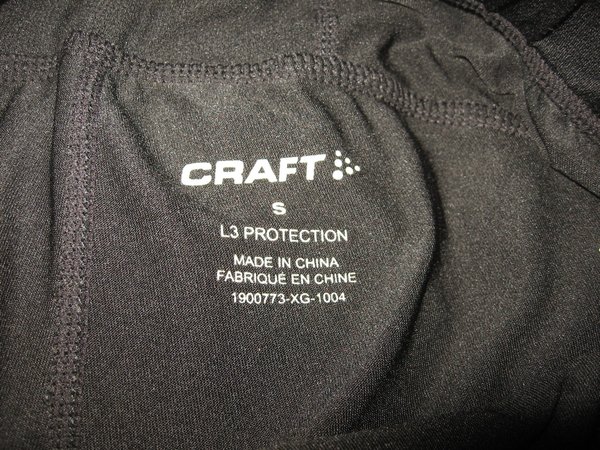 CRAFT
S
L3 PROTECTION
MADE IN CHINA
FABRIQUÉ EN CHINE
1900773-XG-1004